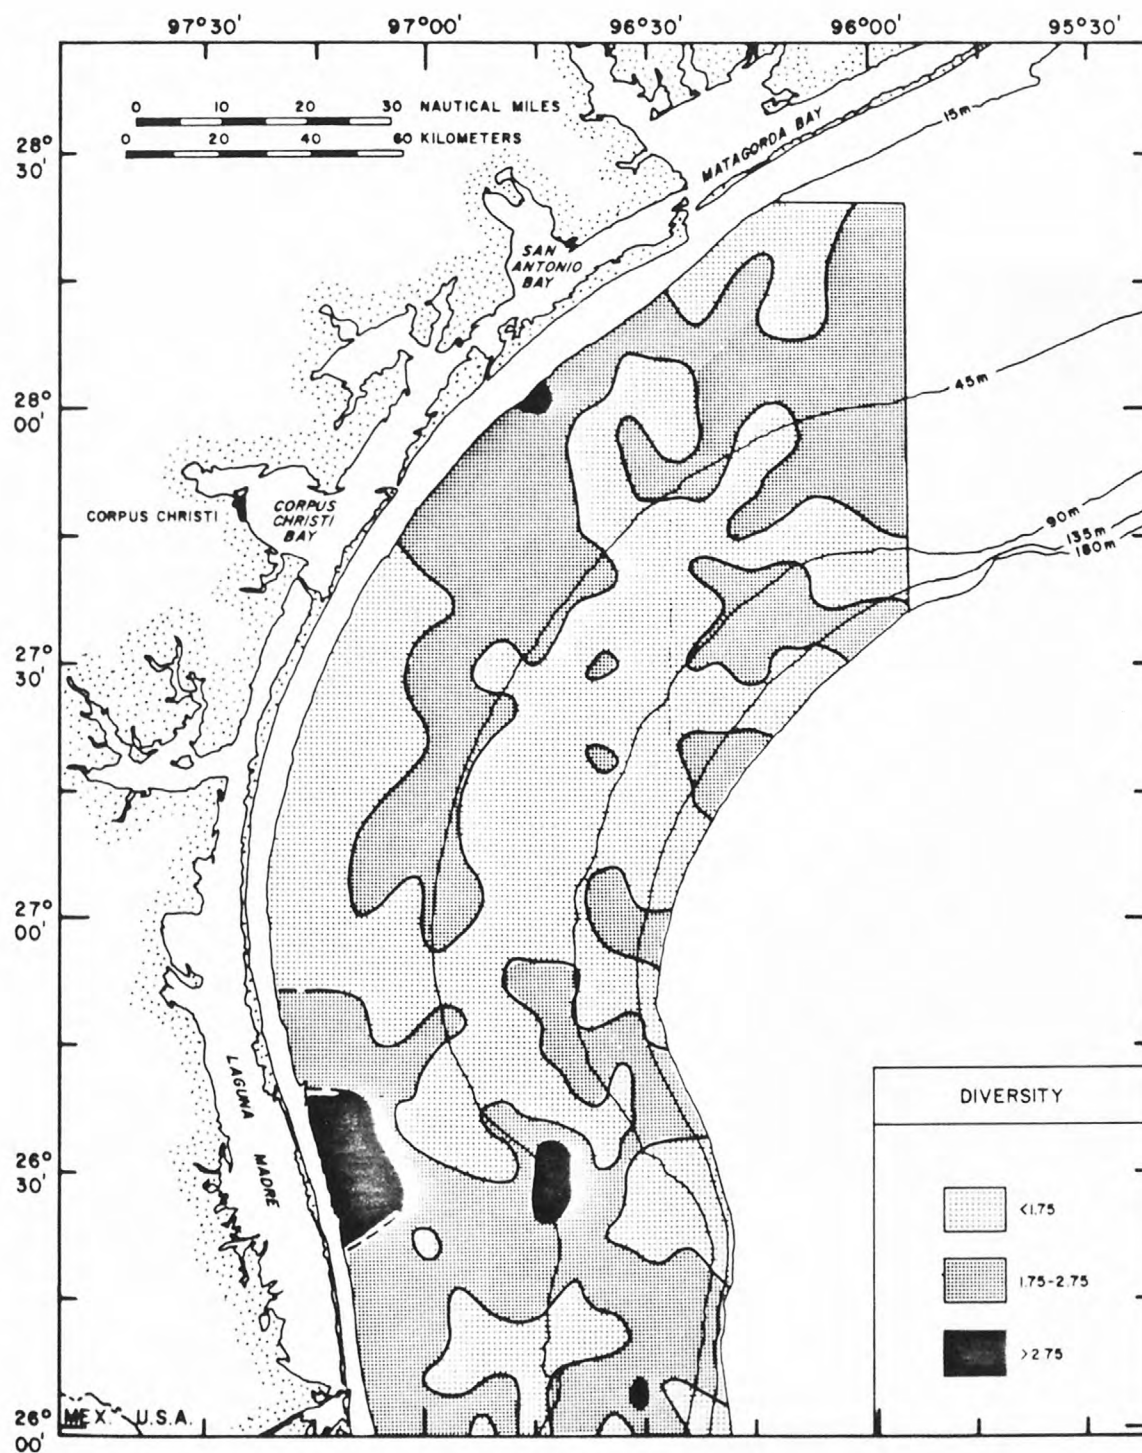 97°30' 97°00' 96°30' 96°00' 95°30'
0 10 20 30 NAUTICAL MILES
0 20 40 60 KILOMETERS
28°
30'
MATAGORDA BAY
15m
SAN
ANTONIO
BAY
45m
28°
00'
CORPUS CHRISTI
CORPUS
CHRISTI
BAY
90m
135m
180m
27°
30'
27°
00'
LAGUNA MADRE
26°
30'
DIVERSITY
<1.75
1.75-2.75
>2.75
MEX. U.S.A.
26°
00'